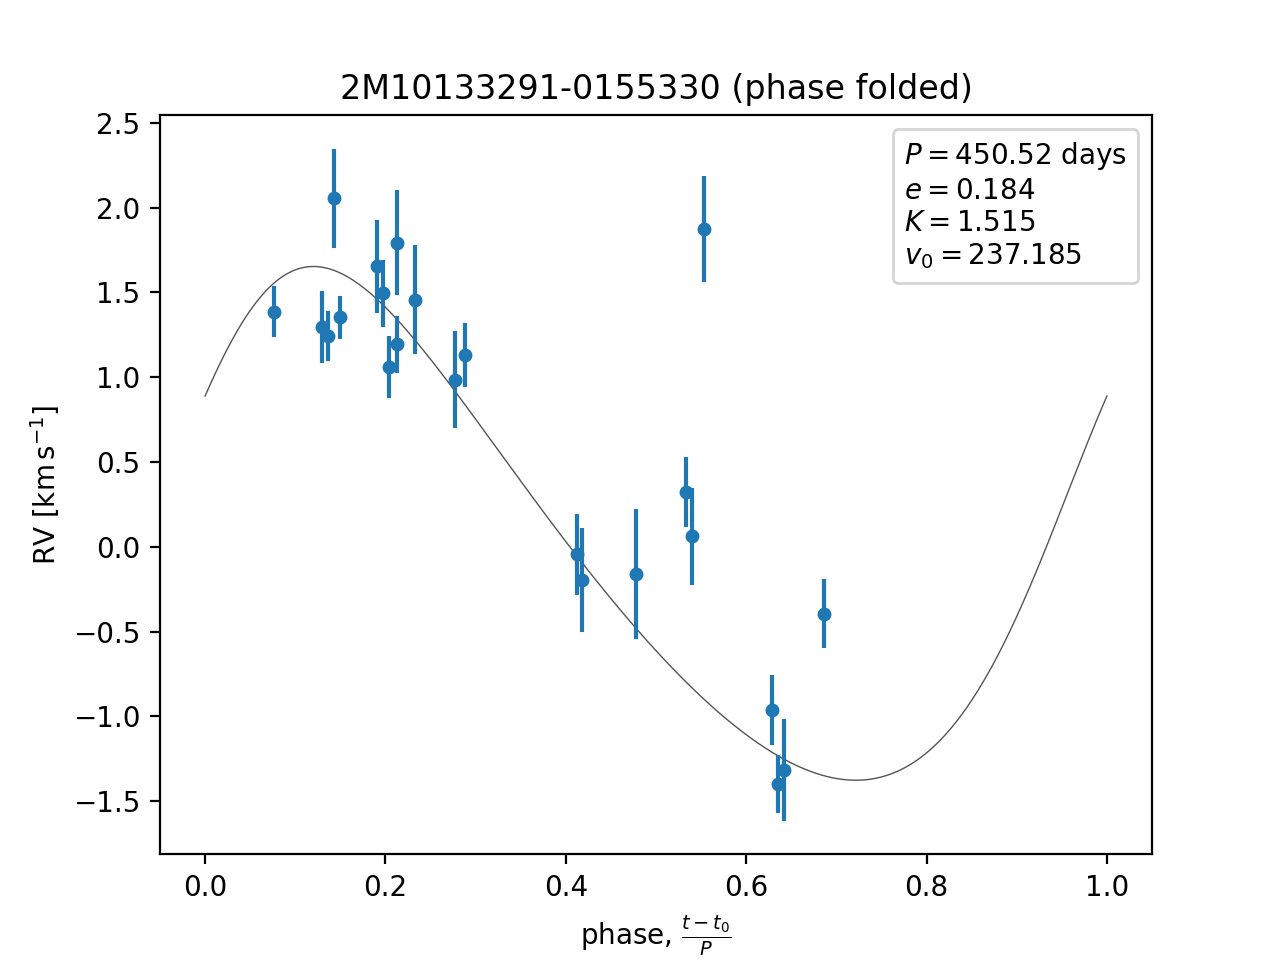 2M10133291-0155330 (phase folded)
P = 450.52 days
e = 0.184
K = 1.515
v₀ = 237.185
RV [km s⁻¹]
2.5
2.0
1.5
1.0
0.5
0.0
−0.5
−1.0
−1.5
0.0 0.2 0.4 0.6 0.8 1.0
phase, (t − t₀)/P